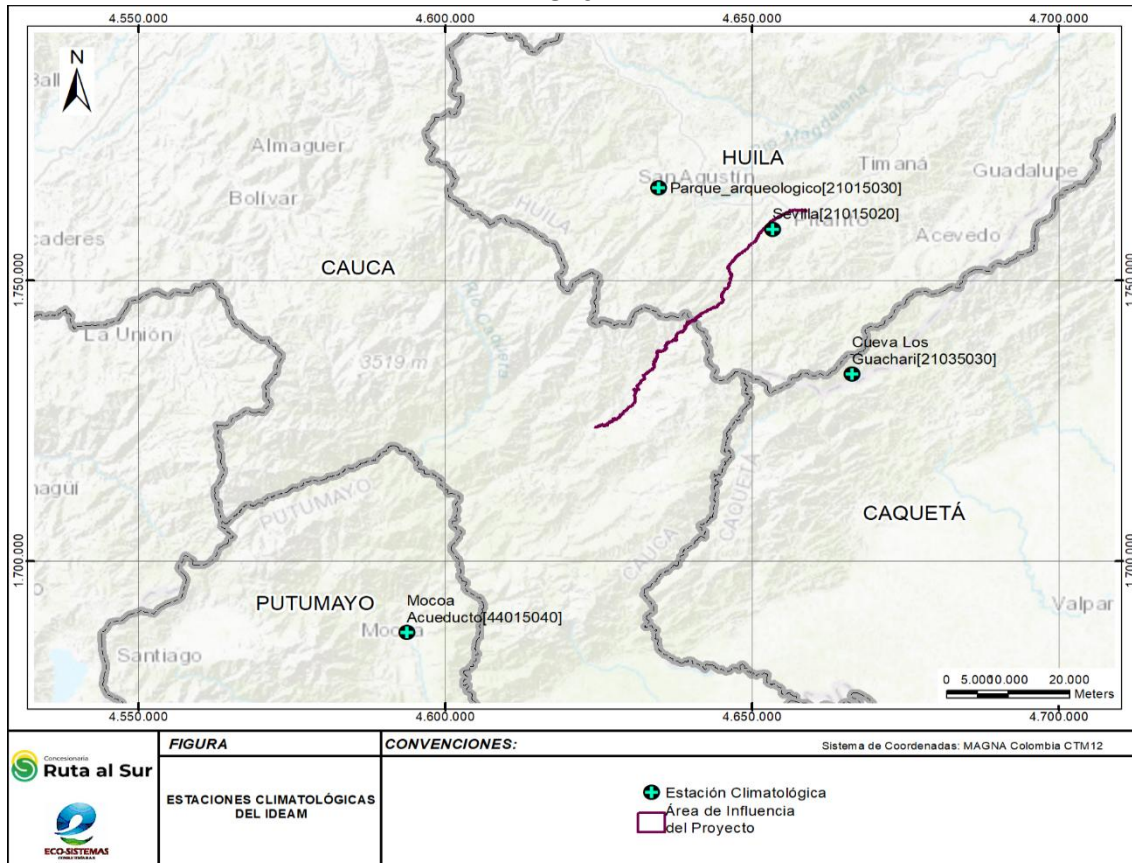 4.550.000
4.600.000
4.650.000
4.700.000
N
Ball
Almaguer
HUILA
Timaná
San Agustín
Guadalupe
Parque_arqueologico[21015030]
Bolívar
HUILA
Sevilla[21015020]
Pitalito
Acevedo
caderes
CAUCA
1.750.000
1.750.000
La Unión
Cueva Los
Guachari[21035030]
3519 m
CAQUETÁ
PUTUMAYO
CAQUETÁ
CAUCA
1.700.000
1.700.000
PUTUMAYO
Mocoa
Acueducto[44015040]
Mocoa
Valpar
Santiago
0 5.00010.000 20.000
Meters
4.550.000
4.600.000
4.650.000
4.700.000
FIGURA
CONVENCIONES:
Sistema de Coordenadas: MAGNA Colombia CTM12
Concesionaria
Ruta al Sur
ESTACIONES CLIMATOLÓGICAS
DEL IDEAM
Estación Climatológica
Área de Influencia
del Proyecto
ECO-SISTEMAS